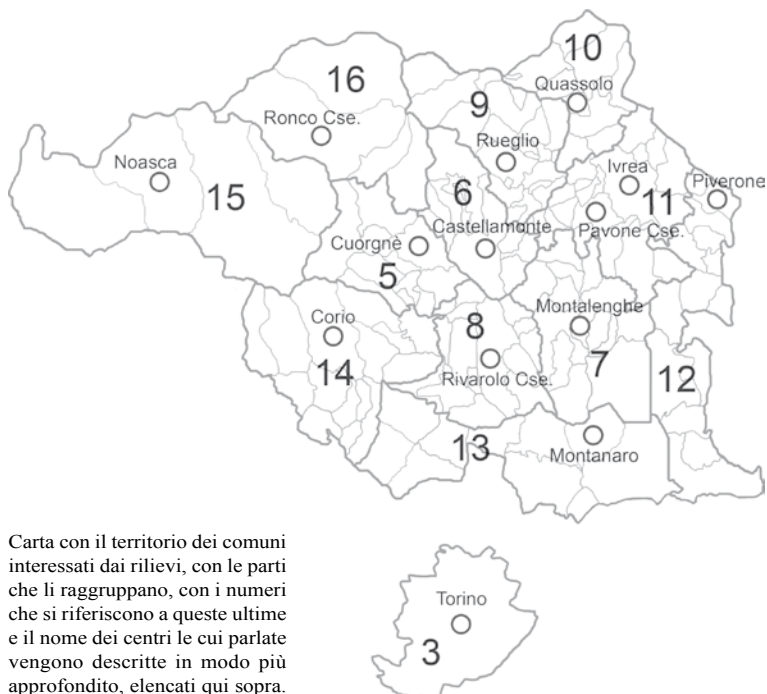 10
16
Quassolo
9
Ronco Cse.
Rueglio
Noasca
Ivrea
Piverone
15
6
11
Castellamonte
Pavone Cse.
Cuorgnè
5
Montalenghe
Corio
8
14
7
12
Rivarolo Cse.
13
Montanaro
Carta con il territorio dei comuni
interessati dai rilievi, con le parti
che li raggruppano, con i numeri
che si riferiscono a queste ultime
e il nome dei centri le cui parlate
vengono descritte in modo più
approfondito, elencati qui sopra.
Torino
3